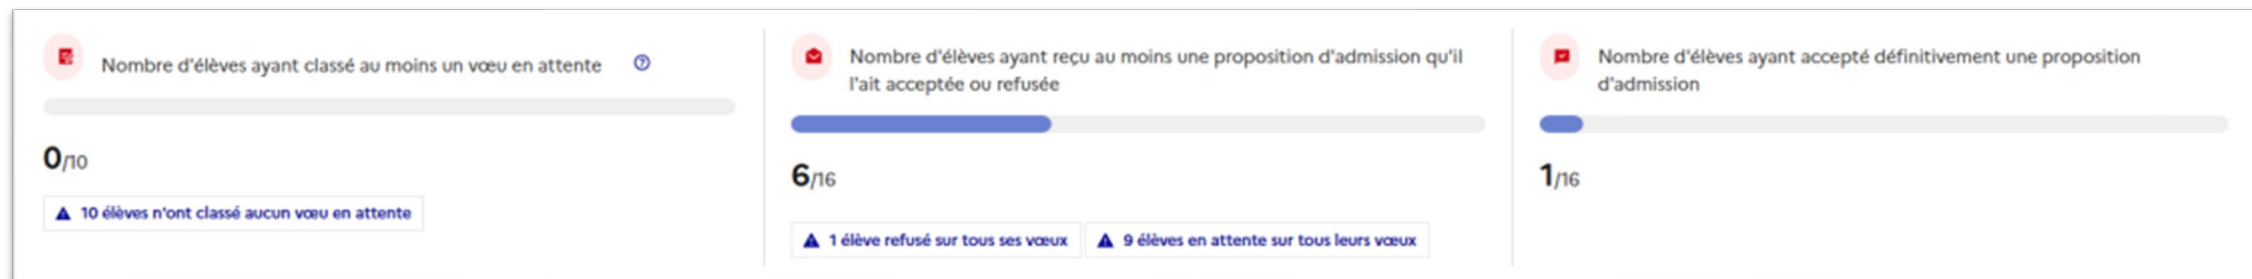 Nombre d'élèves ayant classé au moins un vœu en attente
0/10
10 élèves n'ont classé aucun vœu en attente
Nombre d'élèves ayant reçu au moins une proposition d'admission qu'il
l'ait acceptée ou refusée
6/16
1 élève refusé sur tous ses vœux
9 élèves en attente sur tous leurs vœux
Nombre d'élèves ayant accepté définitivement une proposition
d'admission
1/16